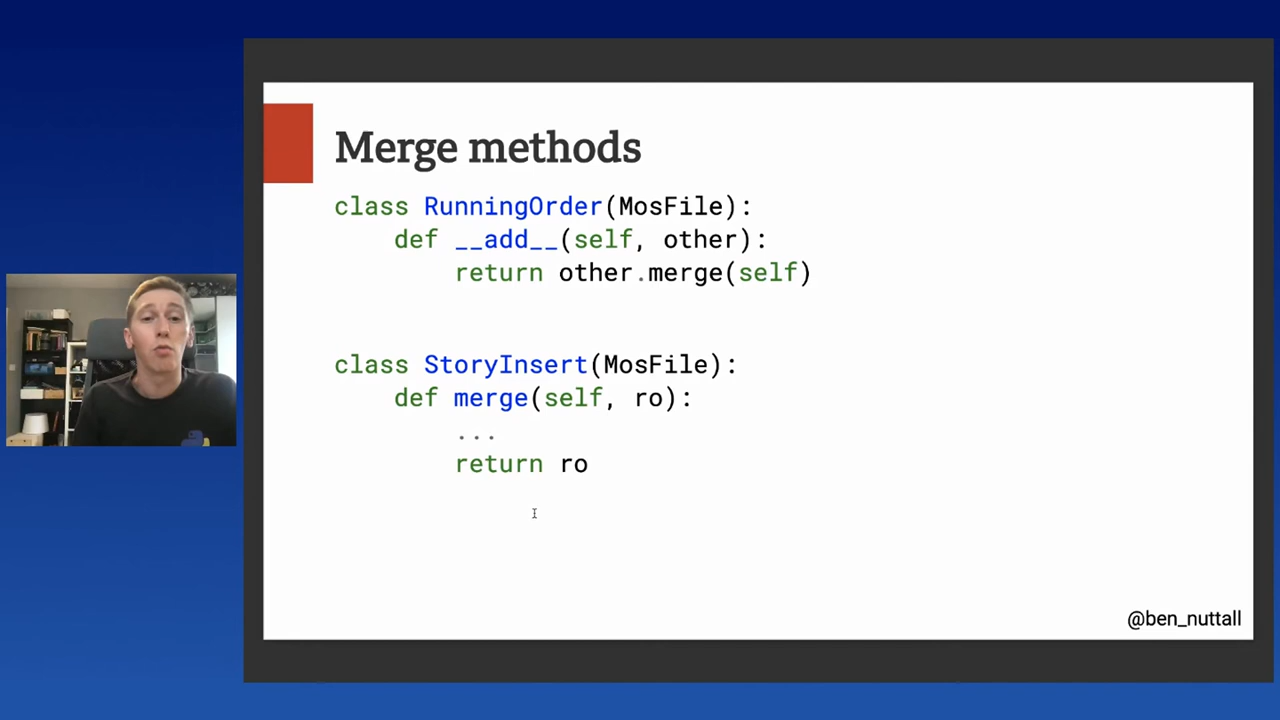 Merge methods
class RunningOrder(MosFile):
    def __add__(self, other):
        return other.merge(self)
class StoryInsert(MosFile):
    def merge(self, ro):
        ...
        return ro
@ben_nuttall